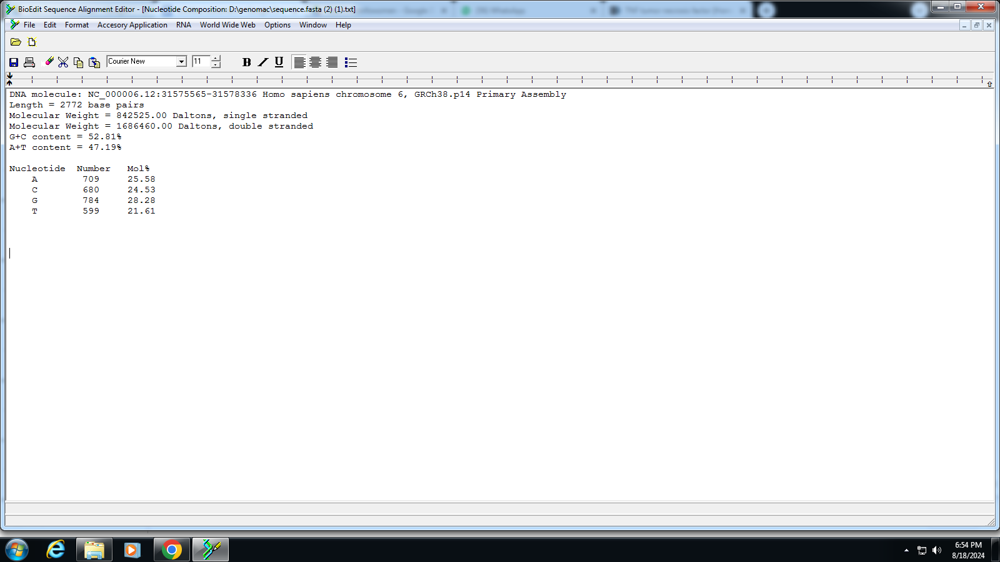 BioEdit Sequence Alignment Editor - [Nucleotide Composition: D:\genomac\sequence.fasta (2) (1).txt]
File Edit Format Accesory Application RNA World Wide Web Options Window Help
Courier New 11 B I U
DNA molecule: NC_000006.12:31575565-31578336 Homo sapiens chromosome 6, GRCh38.p14 Primary Assembly
Length = 2772 base pairs
Molecular Weight = 842525.00 Daltons, single stranded
Molecular Weight = 1686460.00 Daltons, double stranded
G+C content = 52.81%
A+T content = 47.19%
Nucleotide Number Mol%
A 709 25.58
C 680 24.53
G 784 28.28
T 599 21.61
6:54 PM
8/18/2024